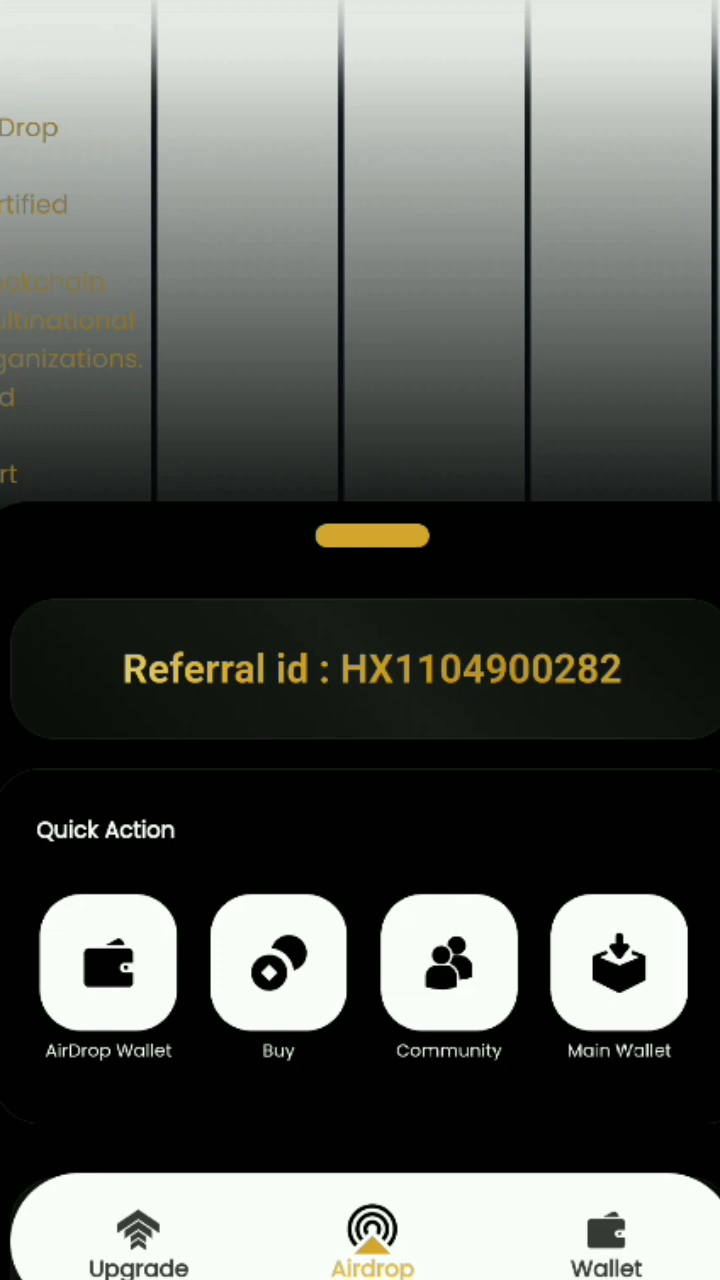 Drop
rtified
ockchain
ultinational
ganizations.
d
rt
Referral id : HX1104900282
Quick Action
AirDrop Wallet
Buy
Community
Main Wallet
Upgrade
Airdrop
Wallet